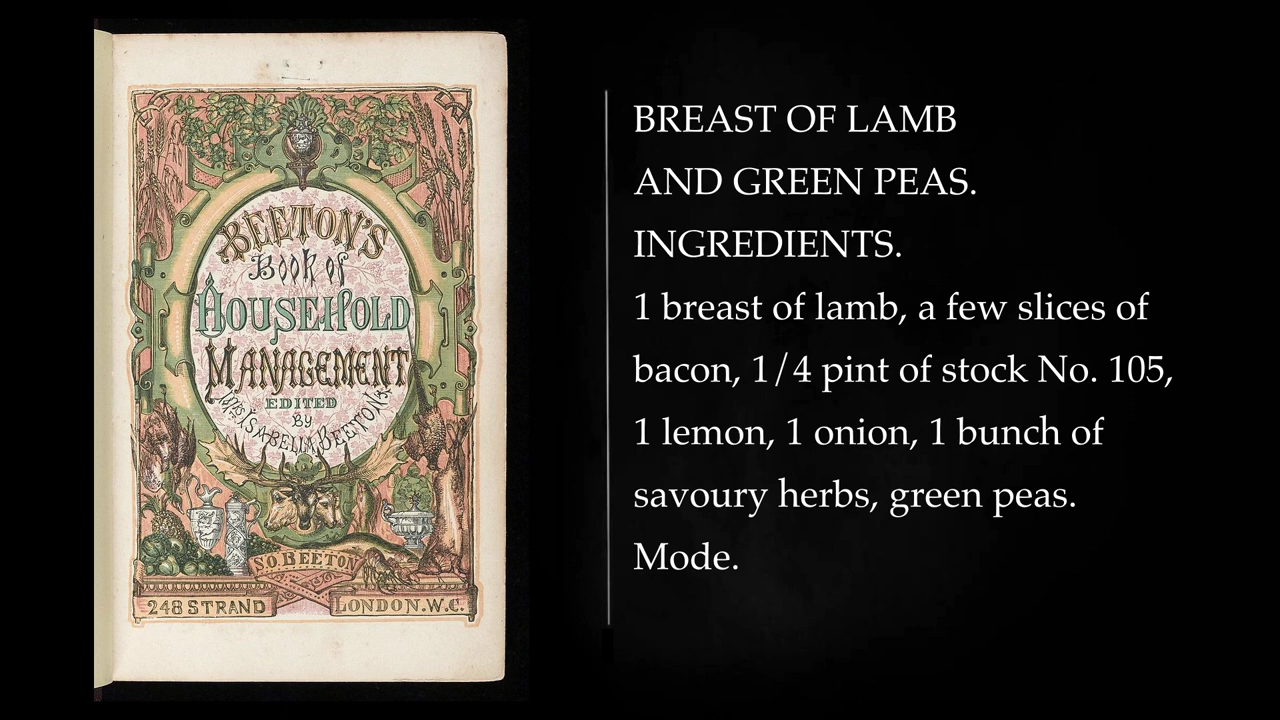 BEETON'S
Book of
HOUSEHOLD
MANAGEMENT
EDITED
BY
MRS ISABELLA BEETON
S.O. BEETON
248 STRAND
LONDON. W.C.
BREAST OF LAMB
AND GREEN PEAS.
INGREDIENTS.
1 breast of lamb, a few slices of
bacon, 1/4 pint of stock No. 105,
1 lemon, 1 onion, 1 bunch of
savoury herbs, green peas.
Mode.